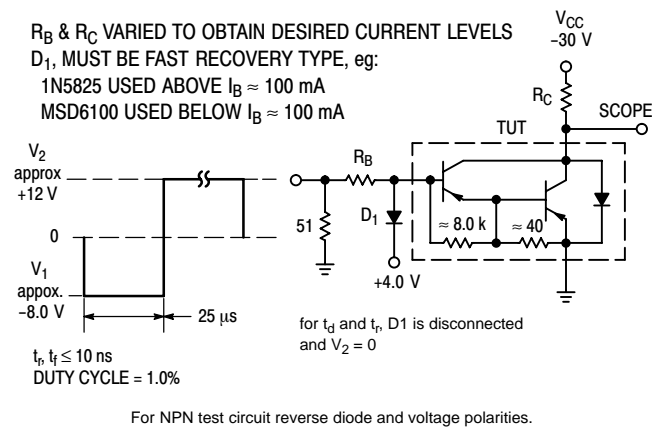 R_B & R_C VARIED TO OBTAIN DESIRED CURRENT LEVELS
D_1, MUST BE FAST RECOVERY TYPE, eg:
1N5825 USED ABOVE I_B ≈ 100 mA
MSD6100 USED BELOW I_B ≈ 100 mA
V_CC
−30 V
R_C
SCOPE
TUT
V_2
approx
+12 V
0
V_1
appox.
−8.0 V
25 µs
R_B
51
D_1
+4.0 V
≈ 8.0 k
≈ 40
for t_d and t_r, D1 is disconnected
and V_2 = 0
t_r, t_f ≤ 10 ns
DUTY CYCLE = 1.0%
For NPN test circuit reverse diode and voltage polarities.